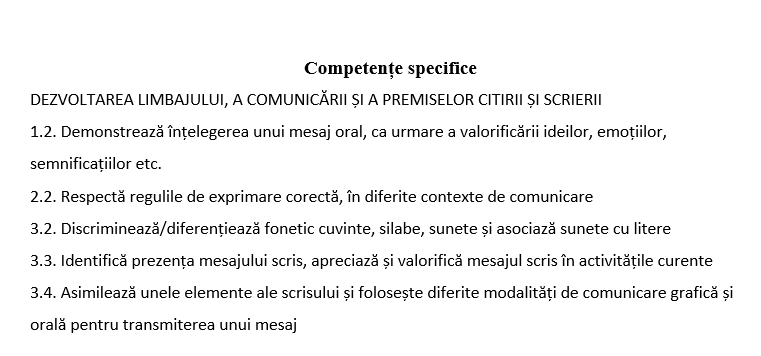 Competențe specifice
DEZVOLTAREA LIMBAJULUI, A COMUNICĂRII ȘI A PREMISELOR CITIRII ȘI SCRIERII
1.2. Demonstrează înțelegerea unui mesaj oral, ca urmare a valorificării ideilor, emoțiilor,
semnificațiilor etc.
2.2. Respectă regulile de exprimare corectă, în diferite contexte de comunicare
3.2. Discriminează/diferențiează fonetic cuvinte, silabe, sunete și asociază sunete cu litere
3.3. Identifică prezența mesajului scris, apreciază și valorifică mesajul scris în activitățile curente
3.4. Asimilează unele elemente ale scrisului și folosește diferite modalități de comunicare grafică și
orală pentru transmiterea unui mesaj